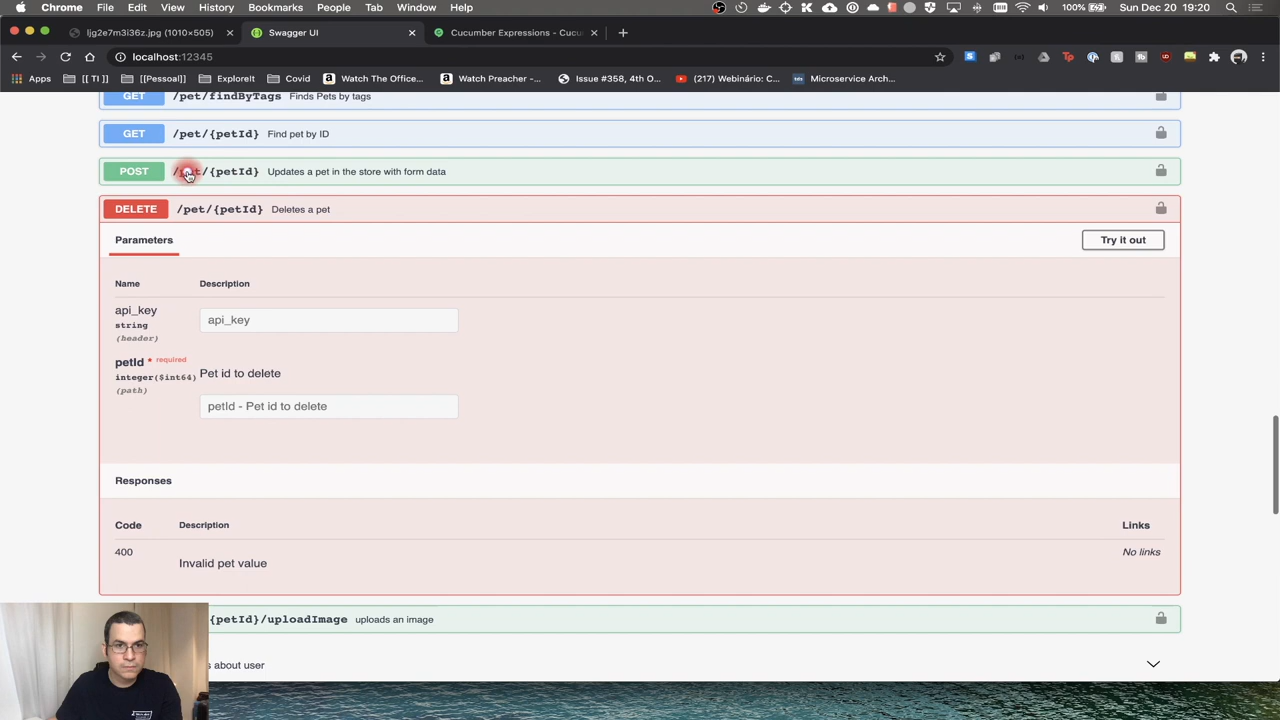 Chrome File Edit View History Bookmarks People Tab Window Help 100% Sun Dec 20 19:20
ljg2e7m3i36z.jpg (1010×605) Swagger UI Cucumber Expressions - Cucu
localhost:12345
Apps [[ TI ]] [[Pessoal]] ExploreIt Covid Watch The Office... Watch Preacher -... Issue #358, 4th O... (217) Webinário: C... Microservice Arch...
GET /pet/findByTags Finds Pets by tags
GET /pet/{petId} Find pet by ID
POST /pet/{petId} Updates a pet in the store with form data
DELETE /pet/{petId} Deletes a pet
Parameters Try it out
Name Description
api_key
string
(header)
api_key
petId * required
integer($int64)
(path)
Pet id to delete
petId - Pet id to delete
Responses
Code Description Links
400 Invalid pet value No links
{petId}/uploadImage uploads an image
s about user